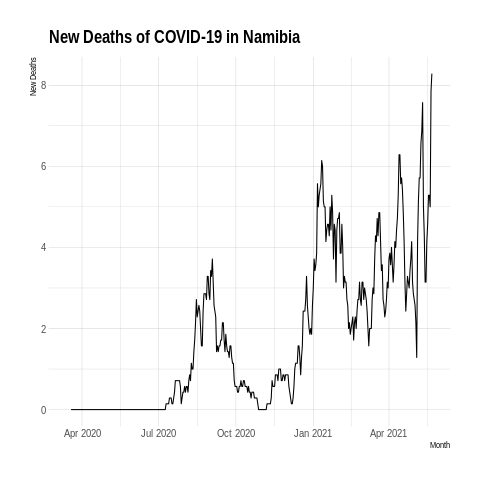 New Deaths of COVID-19 in Namibia
New Deaths
8
6
4
2
0
Apr 2020 Jul 2020 Oct 2020 Jan 2021 Apr 2021
Month